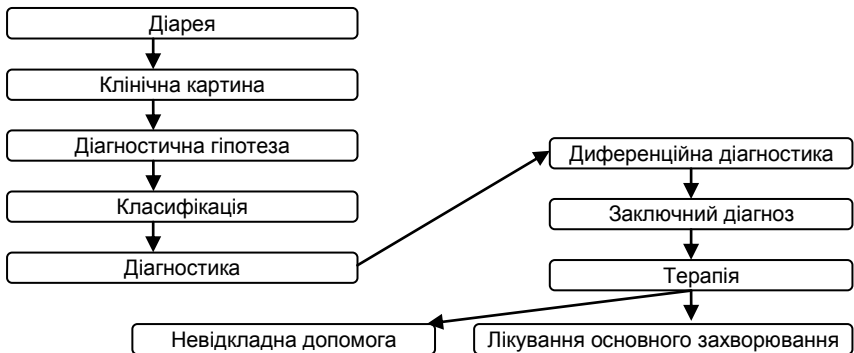 Діарея
Клінічна картина
Діагностична гіпотеза
Класифікація
Діагностика
Диференційна діагностика
Заключний діагноз
Терапія
Невідкладна допомога
Лікування основного захворювання